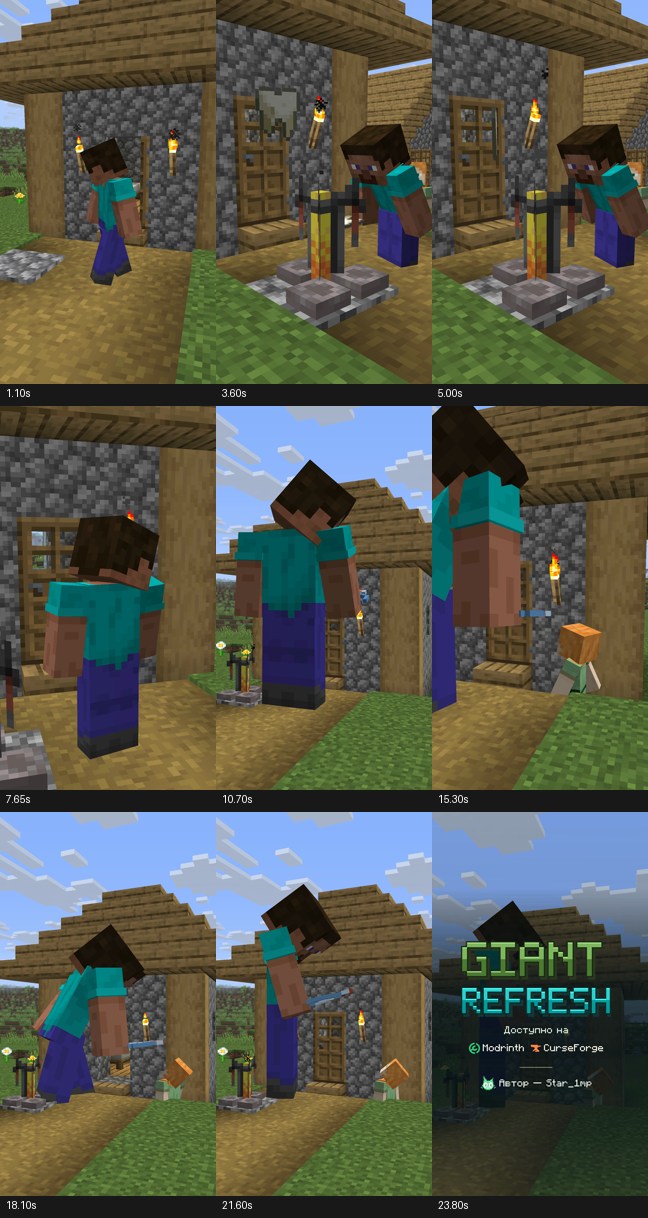 1.10s
3.60s
5.00s
7.65s
10.70s
15.30s
18.10s
21.60s
23.80s
GIANT
REFRESH
Доступно на
Modrinth CurseForge
Автор — Star_1mp